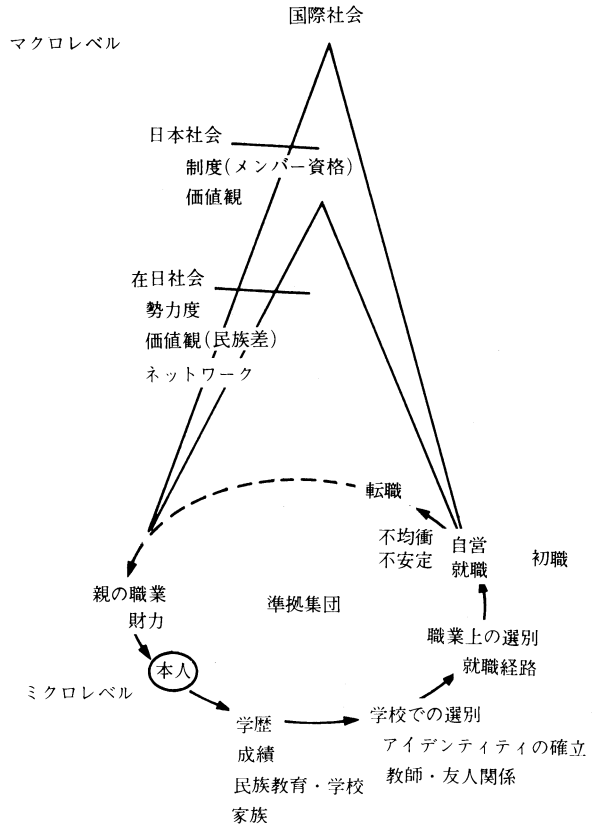 国際社会
マクロレベル
日本社会
制度(メンバー資格)
価値観
在日社会
勢力度
価値観(民族差)
ネットワーク
転職
不均衡
不安定
自営
就職
初職
親の職業
財力
準拠集団
職業上の選別
就職経路
本人
ミクロレベル
学歴
成績
民族教育・学校
家族
学校での選別
アイデンティティの確立
教師・友人関係